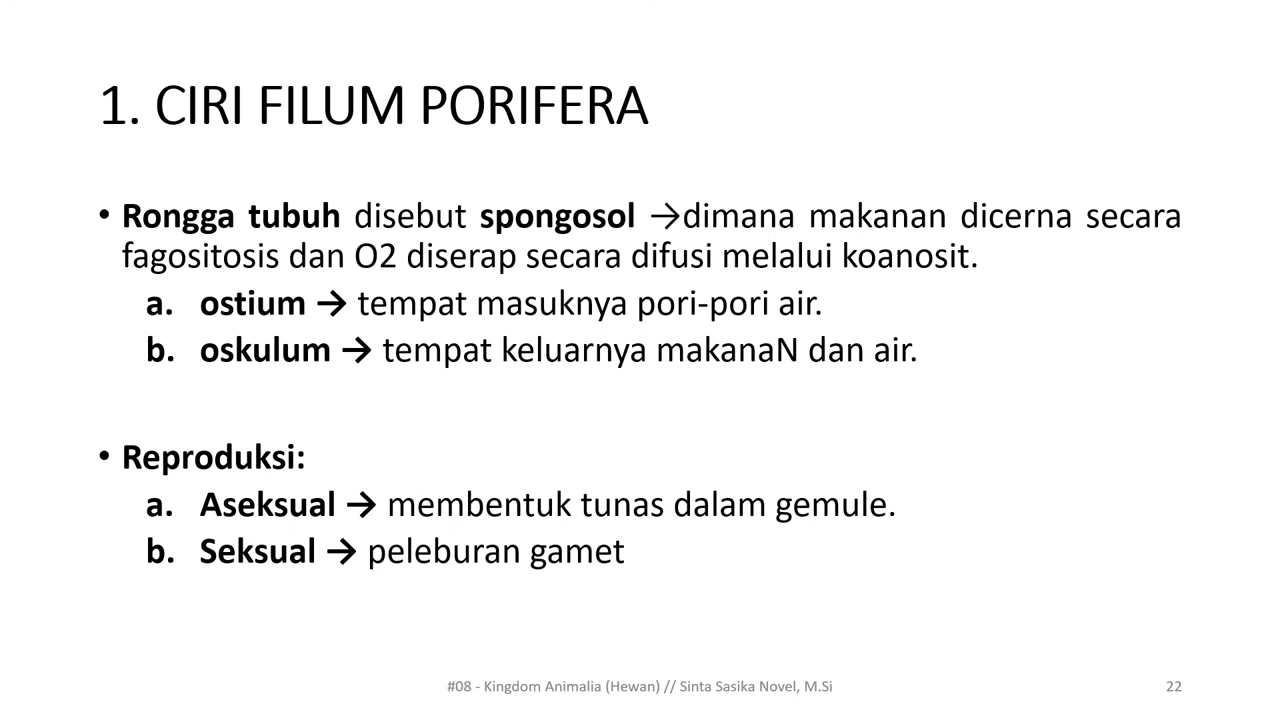 1. CIRI FILUM PORIFERA
• Rongga tubuh disebut spongosol →dimana makanan dicerna secara
fagositosis dan O2 diserap secara difusi melalui koanosit.
a. ostium → tempat masuknya pori-pori air.
b. oskulum → tempat keluarnya makanaN dan air.
• Reproduksi:
a. Aseksual → membentuk tunas dalam gemule.
b. Seksual → peleburan gamet
#08 - Kingdom Animalia (Hewan) // Sinta Sasika Novel, M.Si
22